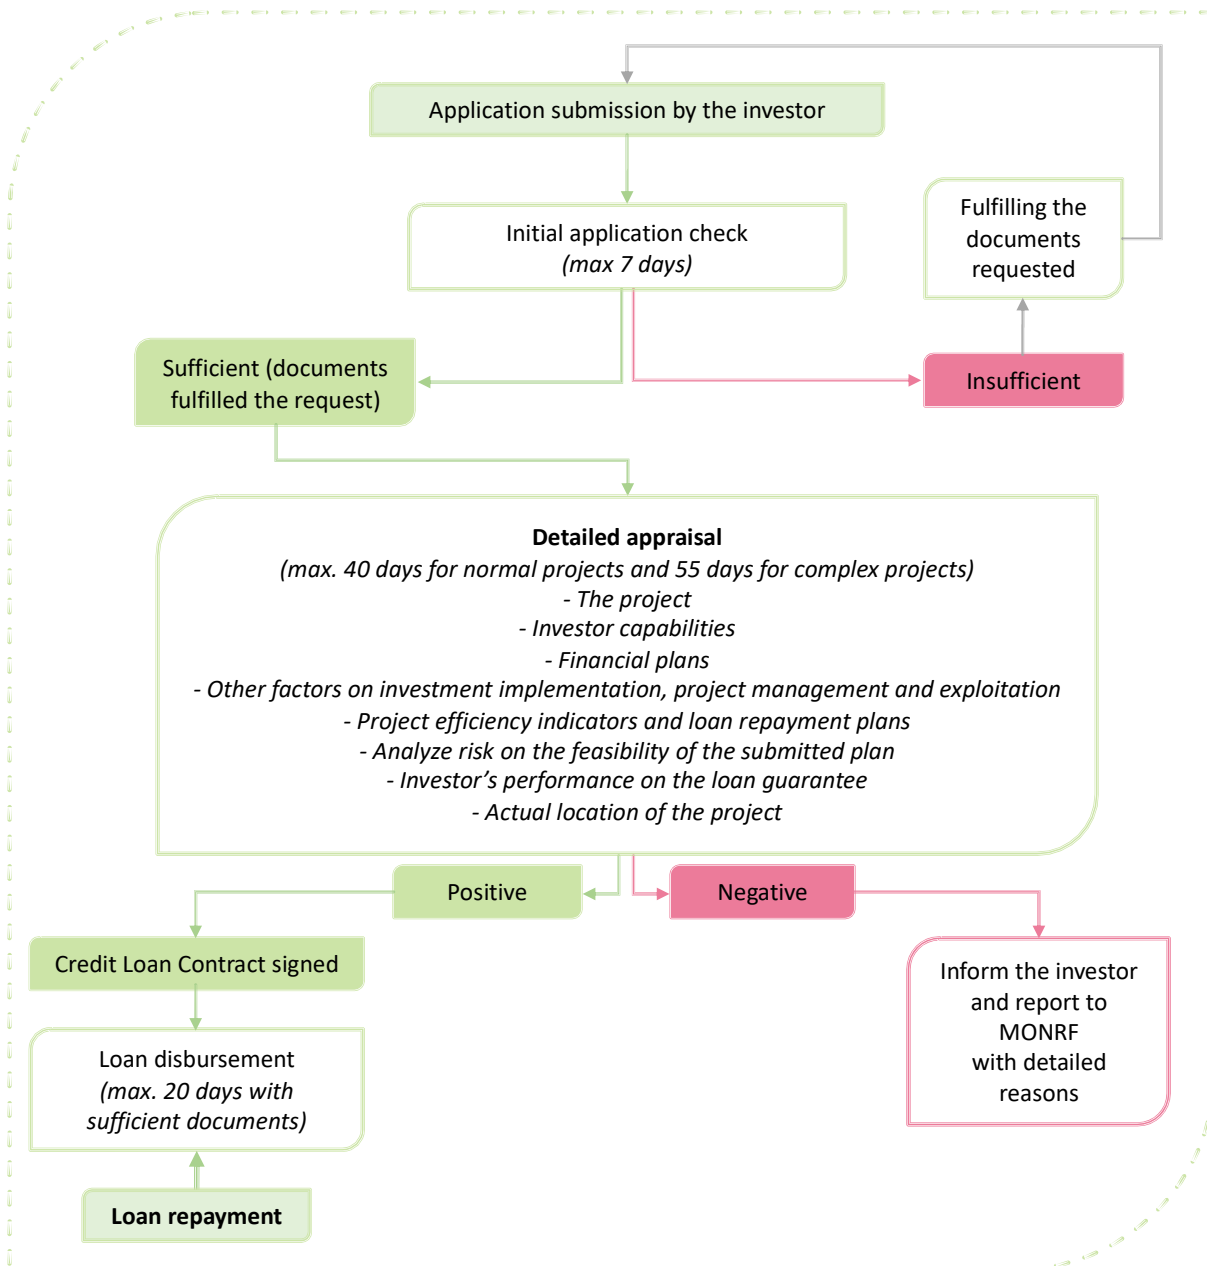 Application submission by the investor
Initial application check
(max 7 days)
Fulfilling the
documents
requested
Sufficient (documents
fulfilled the request)
Insufficient
Detailed appraisal
(max. 40 days for normal projects and 55 days for complex projects)
- The project
- Investor capabilities
- Financial plans
- Other factors on investment implementation, project management and exploitation
- Project efficiency indicators and loan repayment plans
- Analyze risk on the feasibility of the submitted plan
- Investor’s performance on the loan guarantee
- Actual location of the project
Positive
Negative
Credit Loan Contract signed
Inform the investor
and report to
MONRF
with detailed
reasons
Loan disbursement
(max. 20 days with
sufficient documents)
Loan repayment